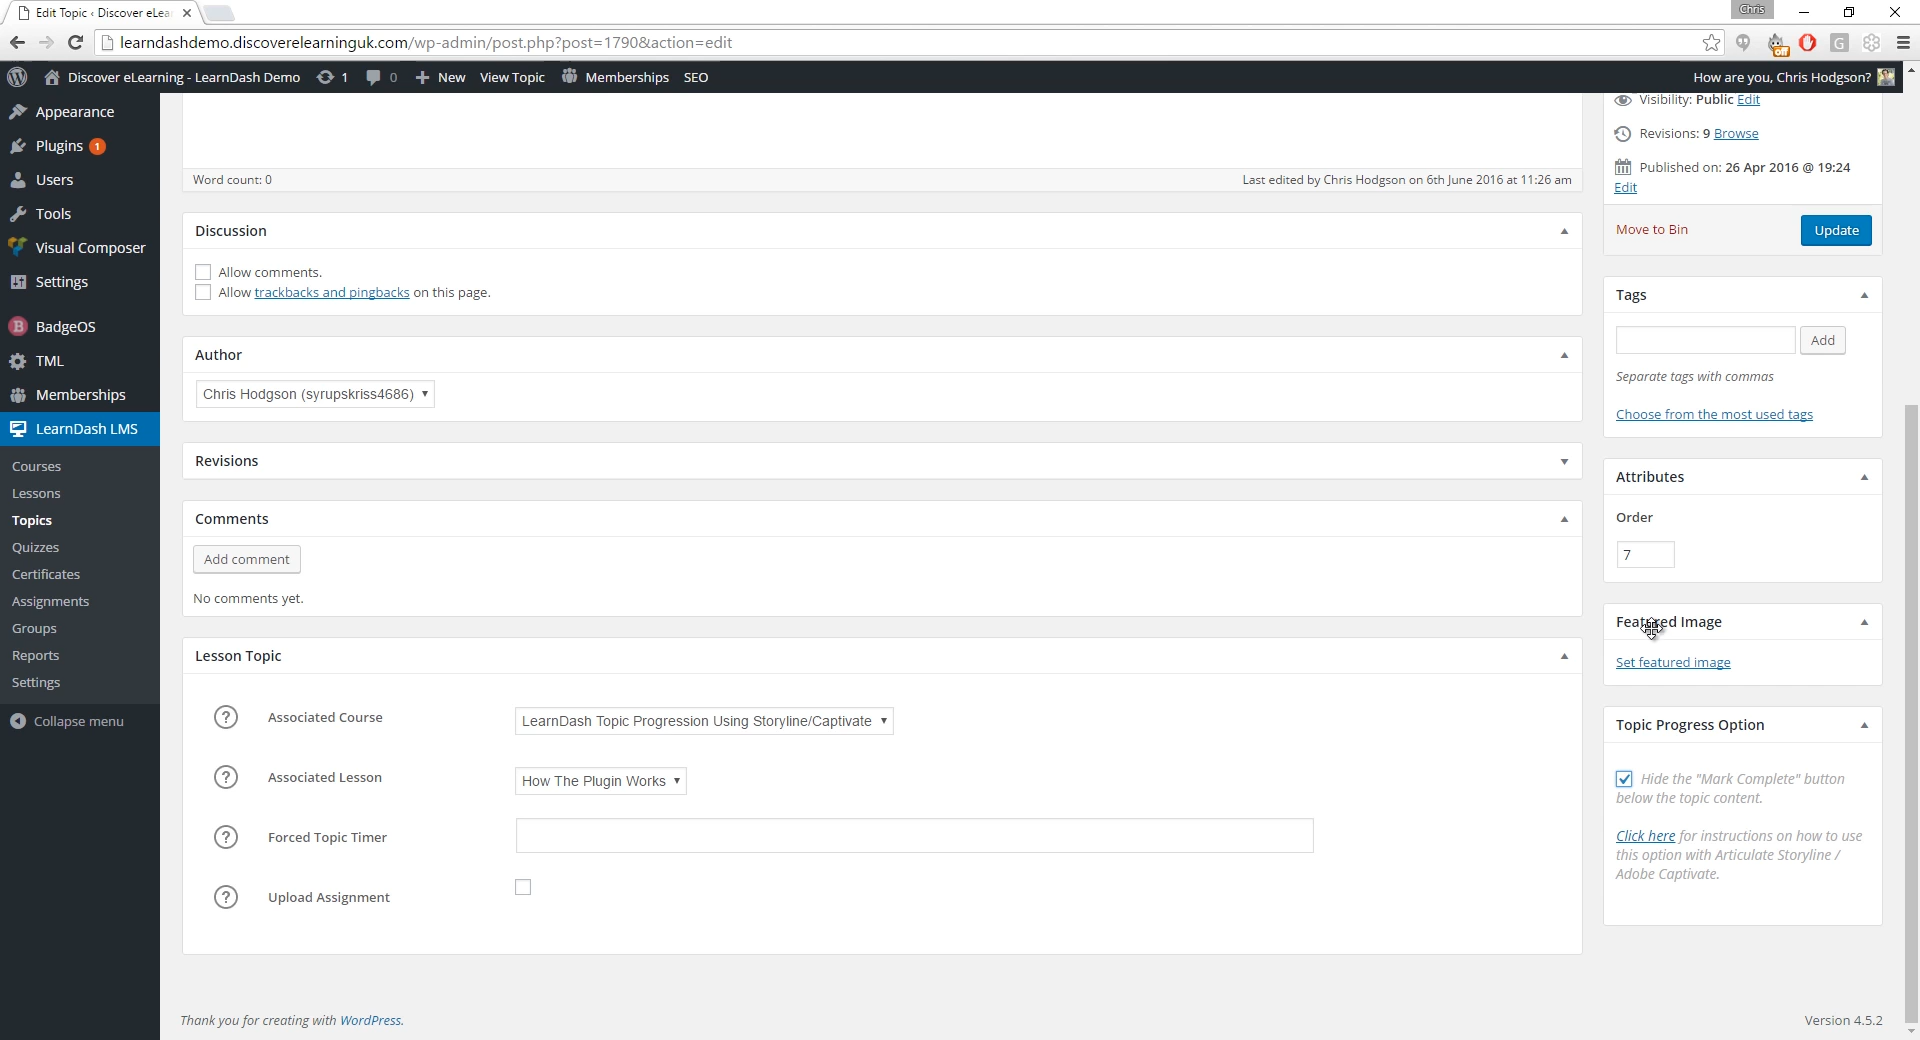 Edit Topic ‹ Discover eLea
Chris
learndashdemo.discoverelearninguk.com/wp-admin/post.php?post=1790&action=edit
Discover eLearning - LearnDash Demo 1 0 New View Topic Memberships SEO
How are you, Chris Hodgson?
Appearance
Plugins 1
Users
Tools
Visual Composer
Settings
BadgeOS
TML
Memberships
LearnDash LMS
Courses
Lessons
Topics
Quizzes
Certificates
Assignments
Groups
Reports
Settings
Collapse menu
Word count: 0
Last edited by Chris Hodgson on 6th June 2016 at 11:26 am
Discussion
Allow comments.
Allow trackbacks and pingbacks on this page.
Author
Chris Hodgson (syrupskriss4686)
Revisions
Comments
Add comment
No comments yet.
Lesson Topic
? Associated Course LearnDash Topic Progression Using Storyline/Captivate
? Associated Lesson How The Plugin Works
? Forced Topic Timer
? Upload Assignment
Thank you for creating with WordPress.
Visibility: Public Edit
Revisions: 9 Browse
Published on: 26 Apr 2016 @ 19:24
Edit
Move to Bin
Update
Tags
Add
Separate tags with commas
Choose from the most used tags
Attributes
Order
7
Featured Image
Set featured image
Topic Progress Option
Hide the "Mark Complete" button
below the topic content.
Click here for instructions on how to use
this option with Articulate Storyline /
Adobe Captivate.
Version 4.5.2